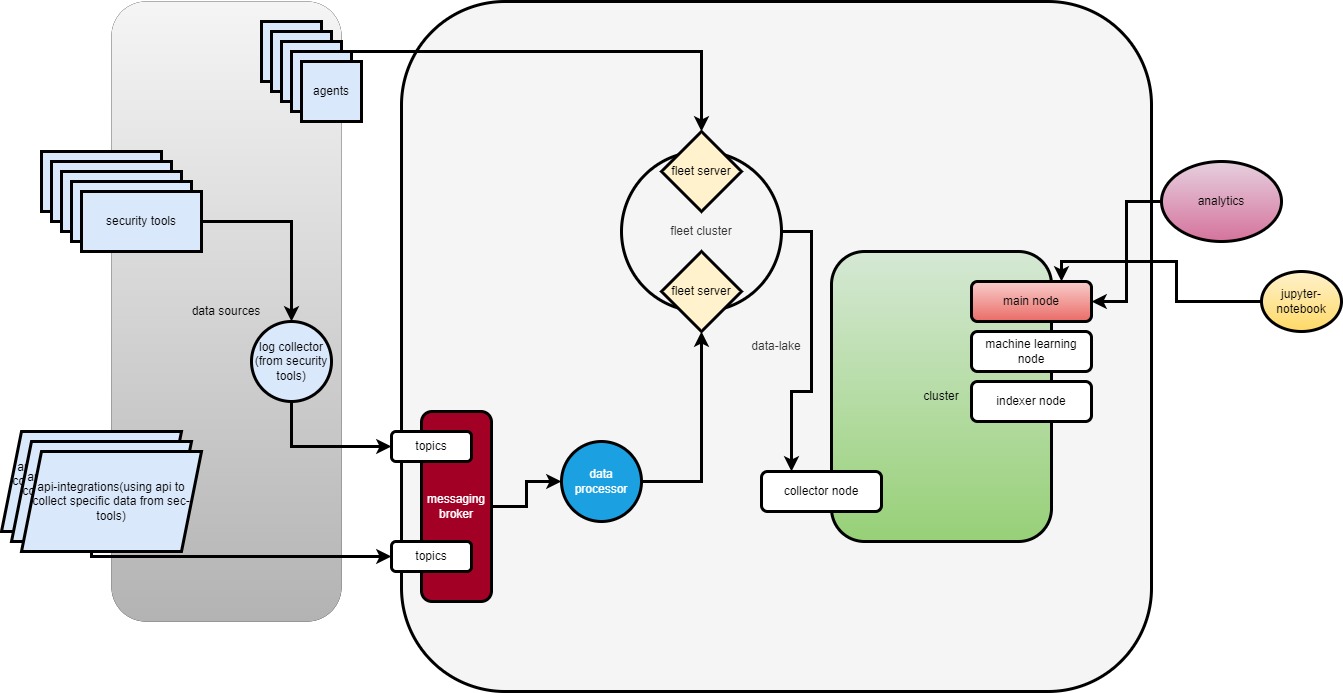 agents
security tools
data sources
log collector
(from security
tools)
api-integrations(using api to
collect specific data from sec-
tools)
topics
messaging
broker
topics
data
processor
fleet server
fleet cluster
fleet server
data-lake
collector node
cluster
main node
machine learning
node
indexer node
analytics
jupyter-
notebook